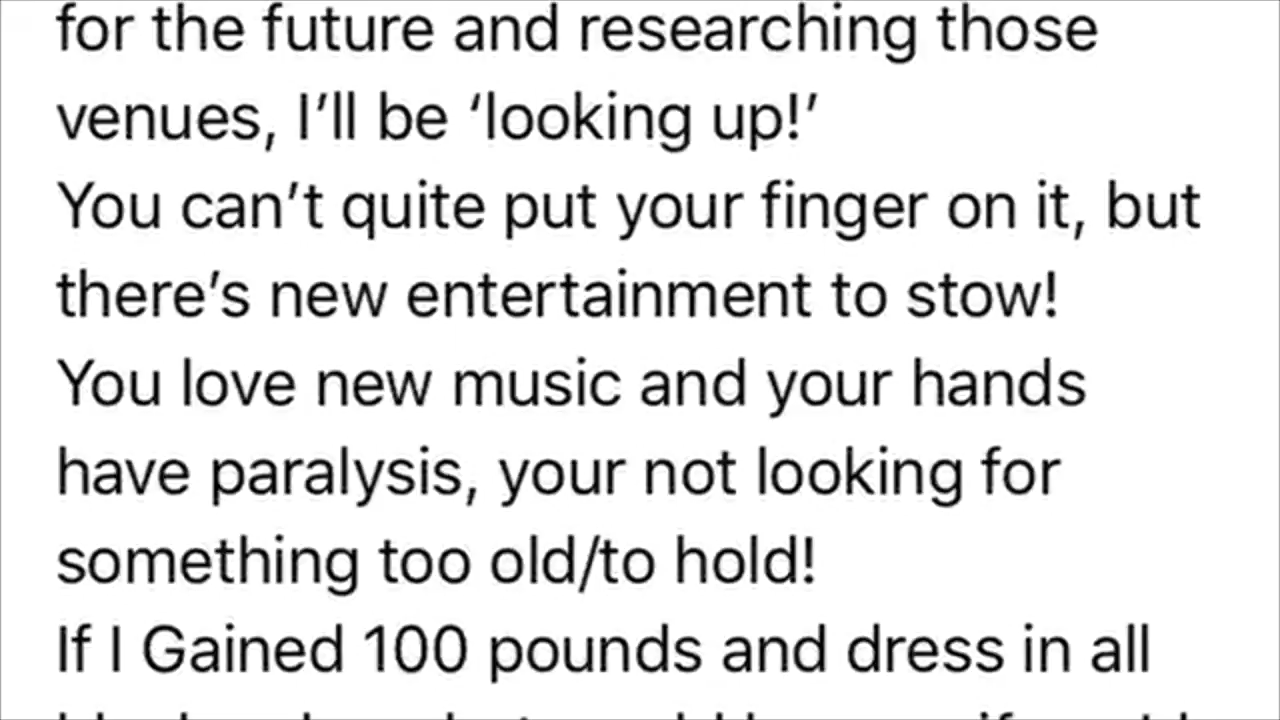 for the future and researching those
venues, I’ll be ‘looking up!’
You can’t quite put your finger on it, but
there’s new entertainment to stow!
You love new music and your hands
have paralysis, your not looking for
something too old/to hold!
If I Gained 100 pounds and dress in all